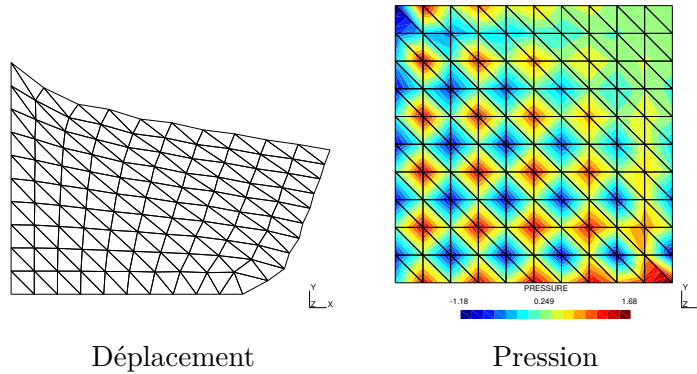 Y
Z X
PRESSURE
-1.18 0.249 1.68
Y
Z
Déplacement
Pression